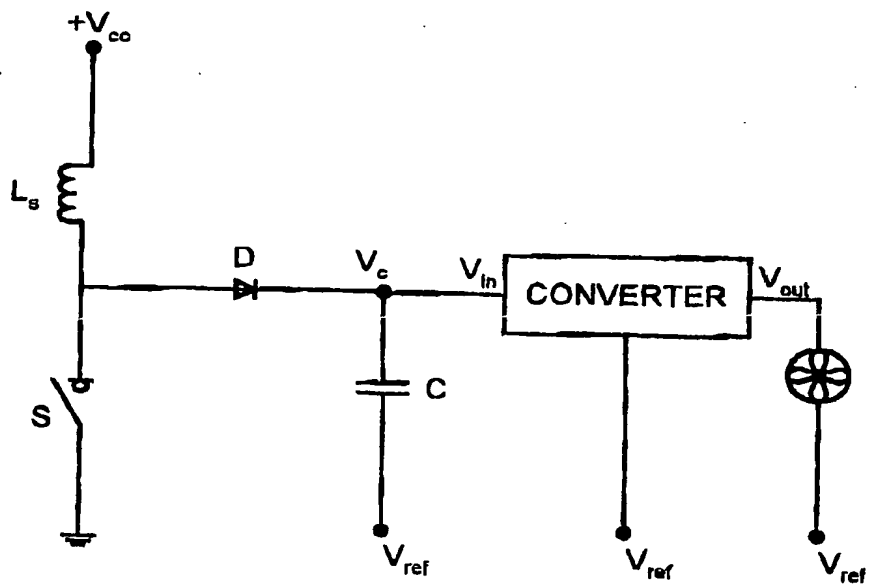 +Vcc
Ls
D
Vc
Vin
CONVERTER
Vout
S
C
Vref
Vref
Vref